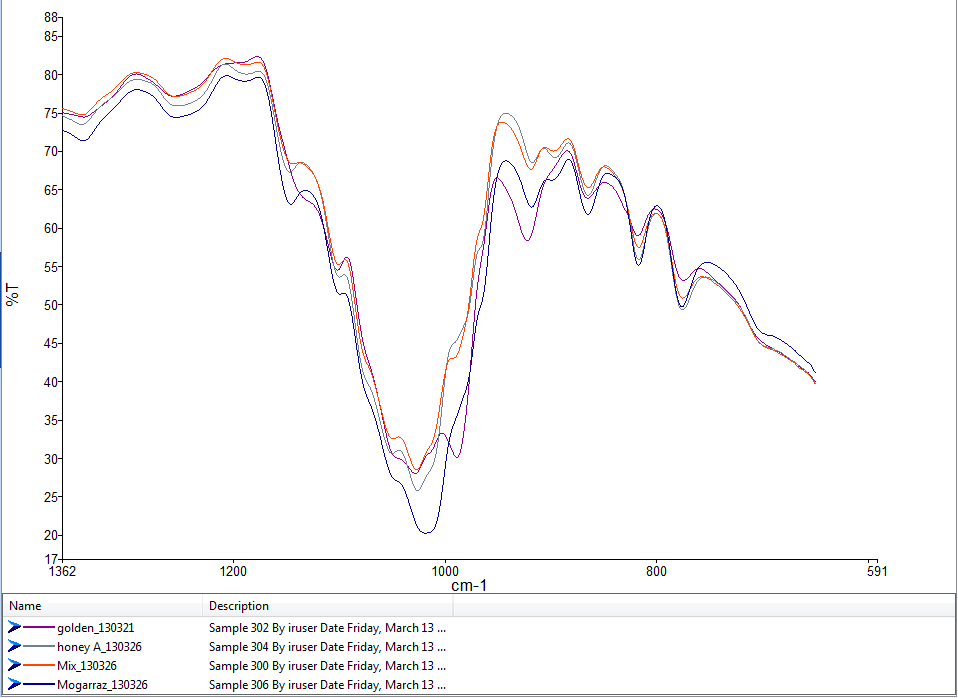 88
85
80
75
70
65
60
55
50
45
40
35
30
25
20
17
%T
1362 1200 1000 800 591
cm-1
Name Description
golden_130321 Sample 302 By iruser Date Friday, March 13 ...
honey A_130326 Sample 304 By iruser Date Friday, March 13 ...
Mix_130326 Sample 300 By iruser Date Friday, March 13 ...
Mogarraz_130326 Sample 306 By iruser Date Friday, March 13 ...